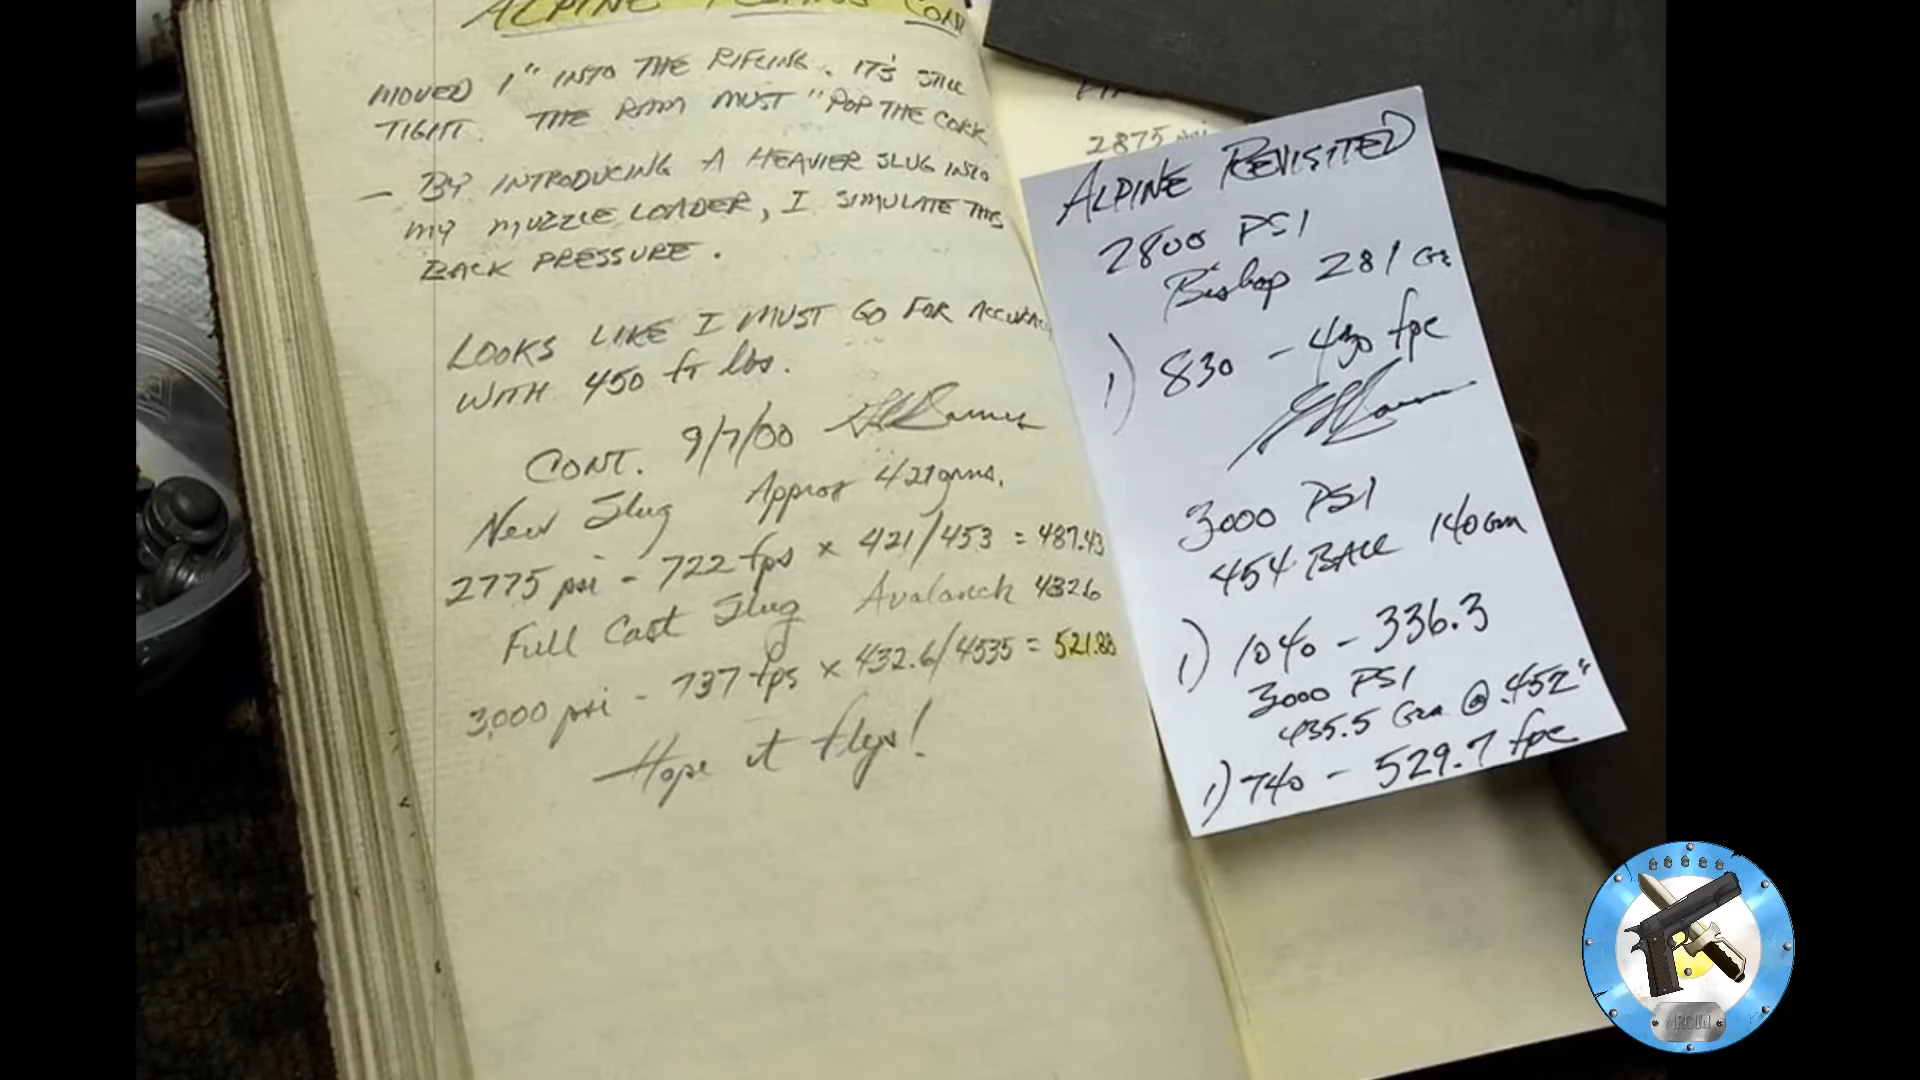 ALPINE
MOVED 1" INTO THE RIFLING. IT'S STILL
TIGHT. THE RAM MUST "POP THE CORK
- BY INTRODUCING A HEAVIER SLUG INTO
MY MUZZLE LOADER, I SIMULATE THIS
BACK PRESSURE.
LOOKS LIKE I MUST GO FOR ACCURACY
WITH 450 ft lbs.
CONT. 9/7/00
New Slug Approx 421 grns.
2775 psi - 722 fps x 421/453 = 487.43
Full Cast Slug Avalanch 432.6
3,000 psi - 737 fps x 432.6/4535 = 521.88
Hope it flys!
2875
ALPINE REVISITED
2800 PSI
Bishop 281 Gr
1) 830 - 430 fpe
3000 PSI
454 BALL 140 Grn
1) 1040 - 336.3
3000 PSI
435.5 Grn @ .452"
1) 740 - 529.7 fpe
MRGUN